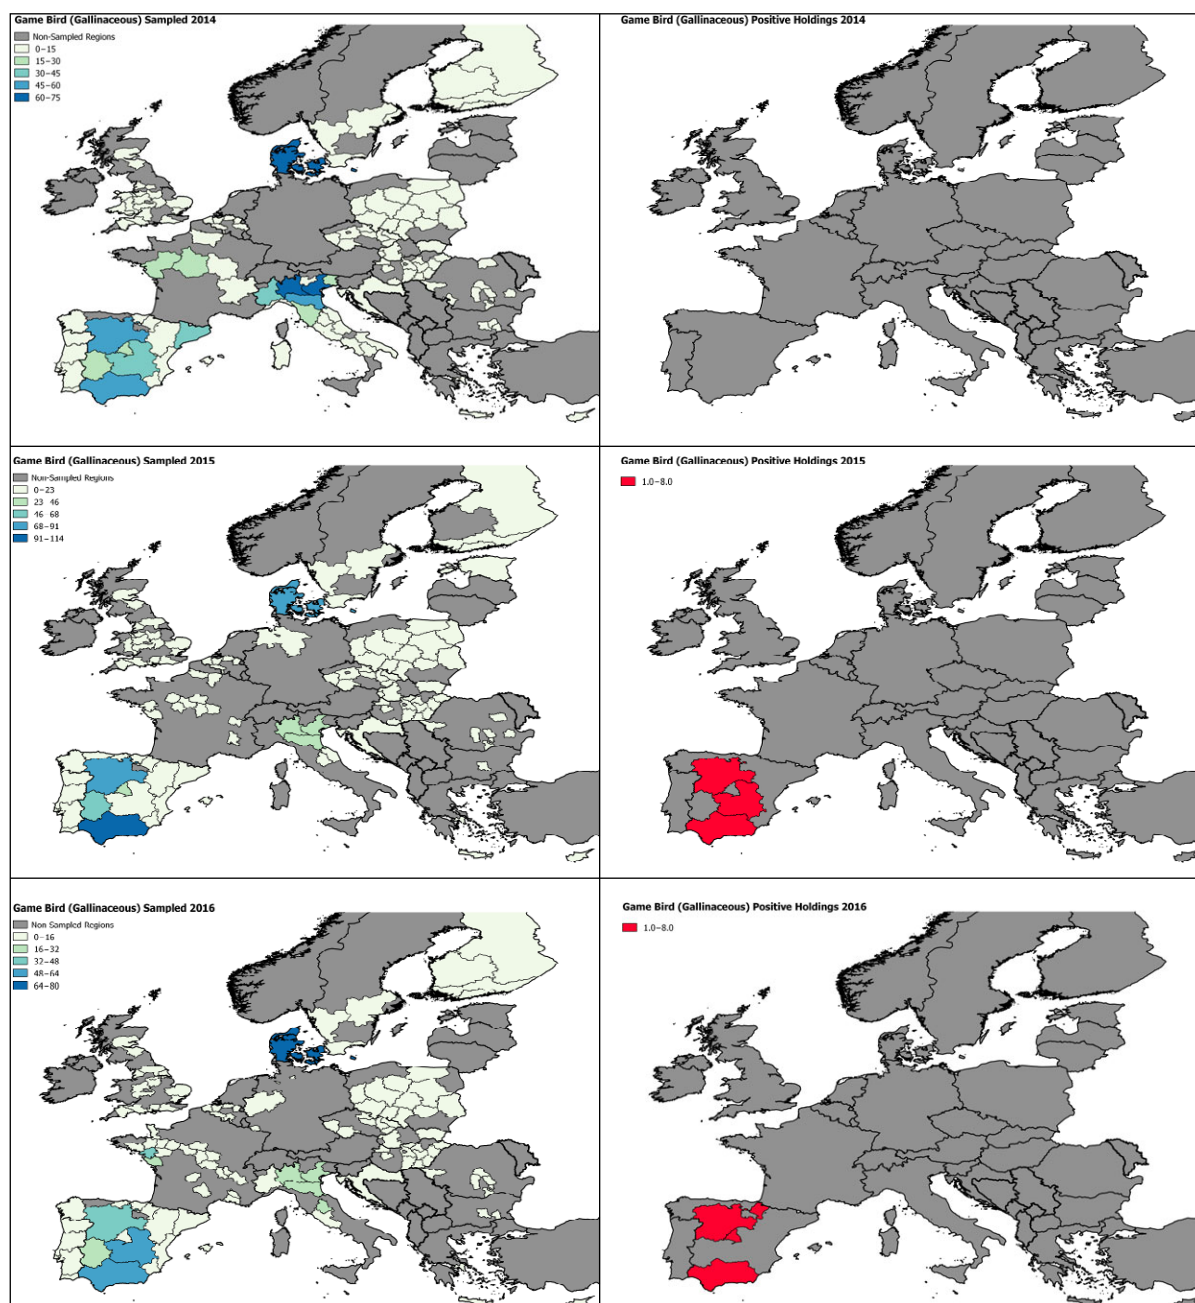 Game Bird (Gallinaceous) Sampled 2014
Non-Sampled Regions
0-15
15-30
30-45
45-60
60-75
Game Bird (Gallinaceous) Positive Holdings 2014
Game Bird (Gallinaceous) Sampled 2015
Non-Sampled Regions
0-23
23 46
46-68
68-91
91-114
Game Bird (Gallinaceous) Positive Holdings 2015
1.0-8.0
Game Bird (Gallinaceous) Sampled 2016
Non Sampled Regions
0-16
16-32
32-48
48-64
64-80
Game Bird (Gallinaceous) Positive Holdings 2016
1.0-8.0